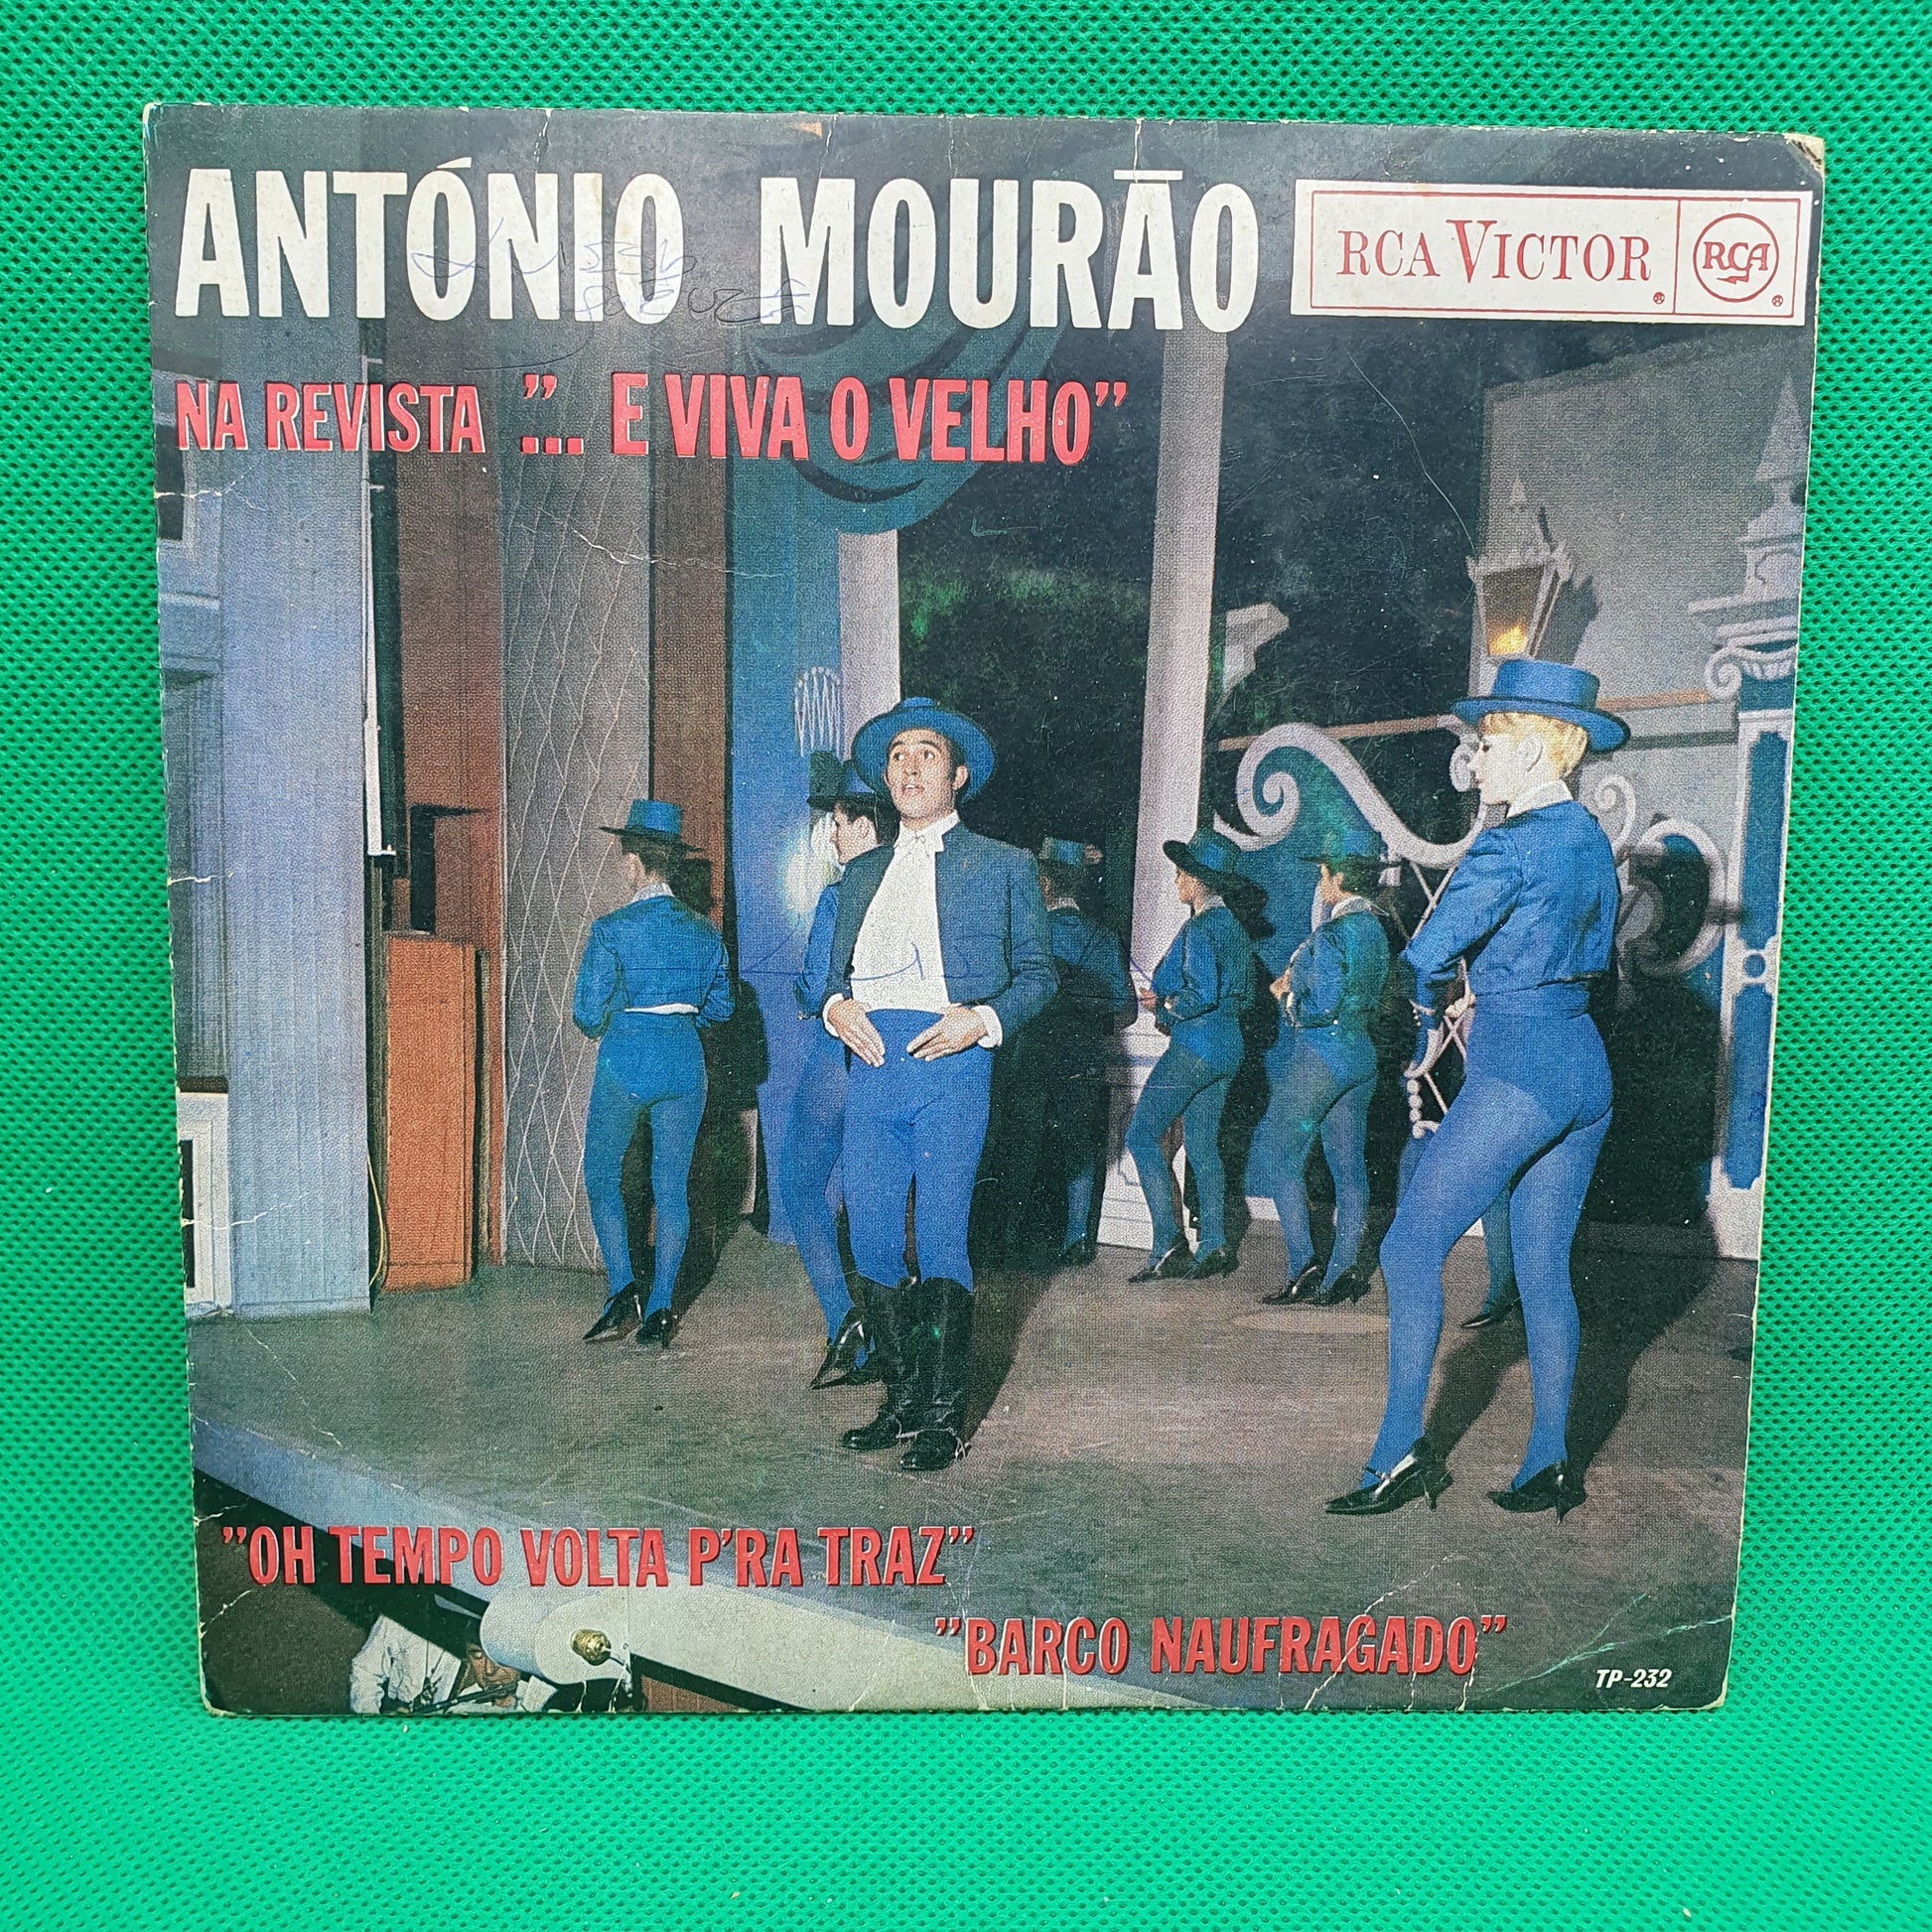 ANTÓNIO MOURÃO
RCA VICTOR
RCA
NA REVISTA "... E VIVA O VELHO"
"OH TEMPO VOLTA P'RA TRAZ"
"BARCO NAUFRAGADO"
TP-232